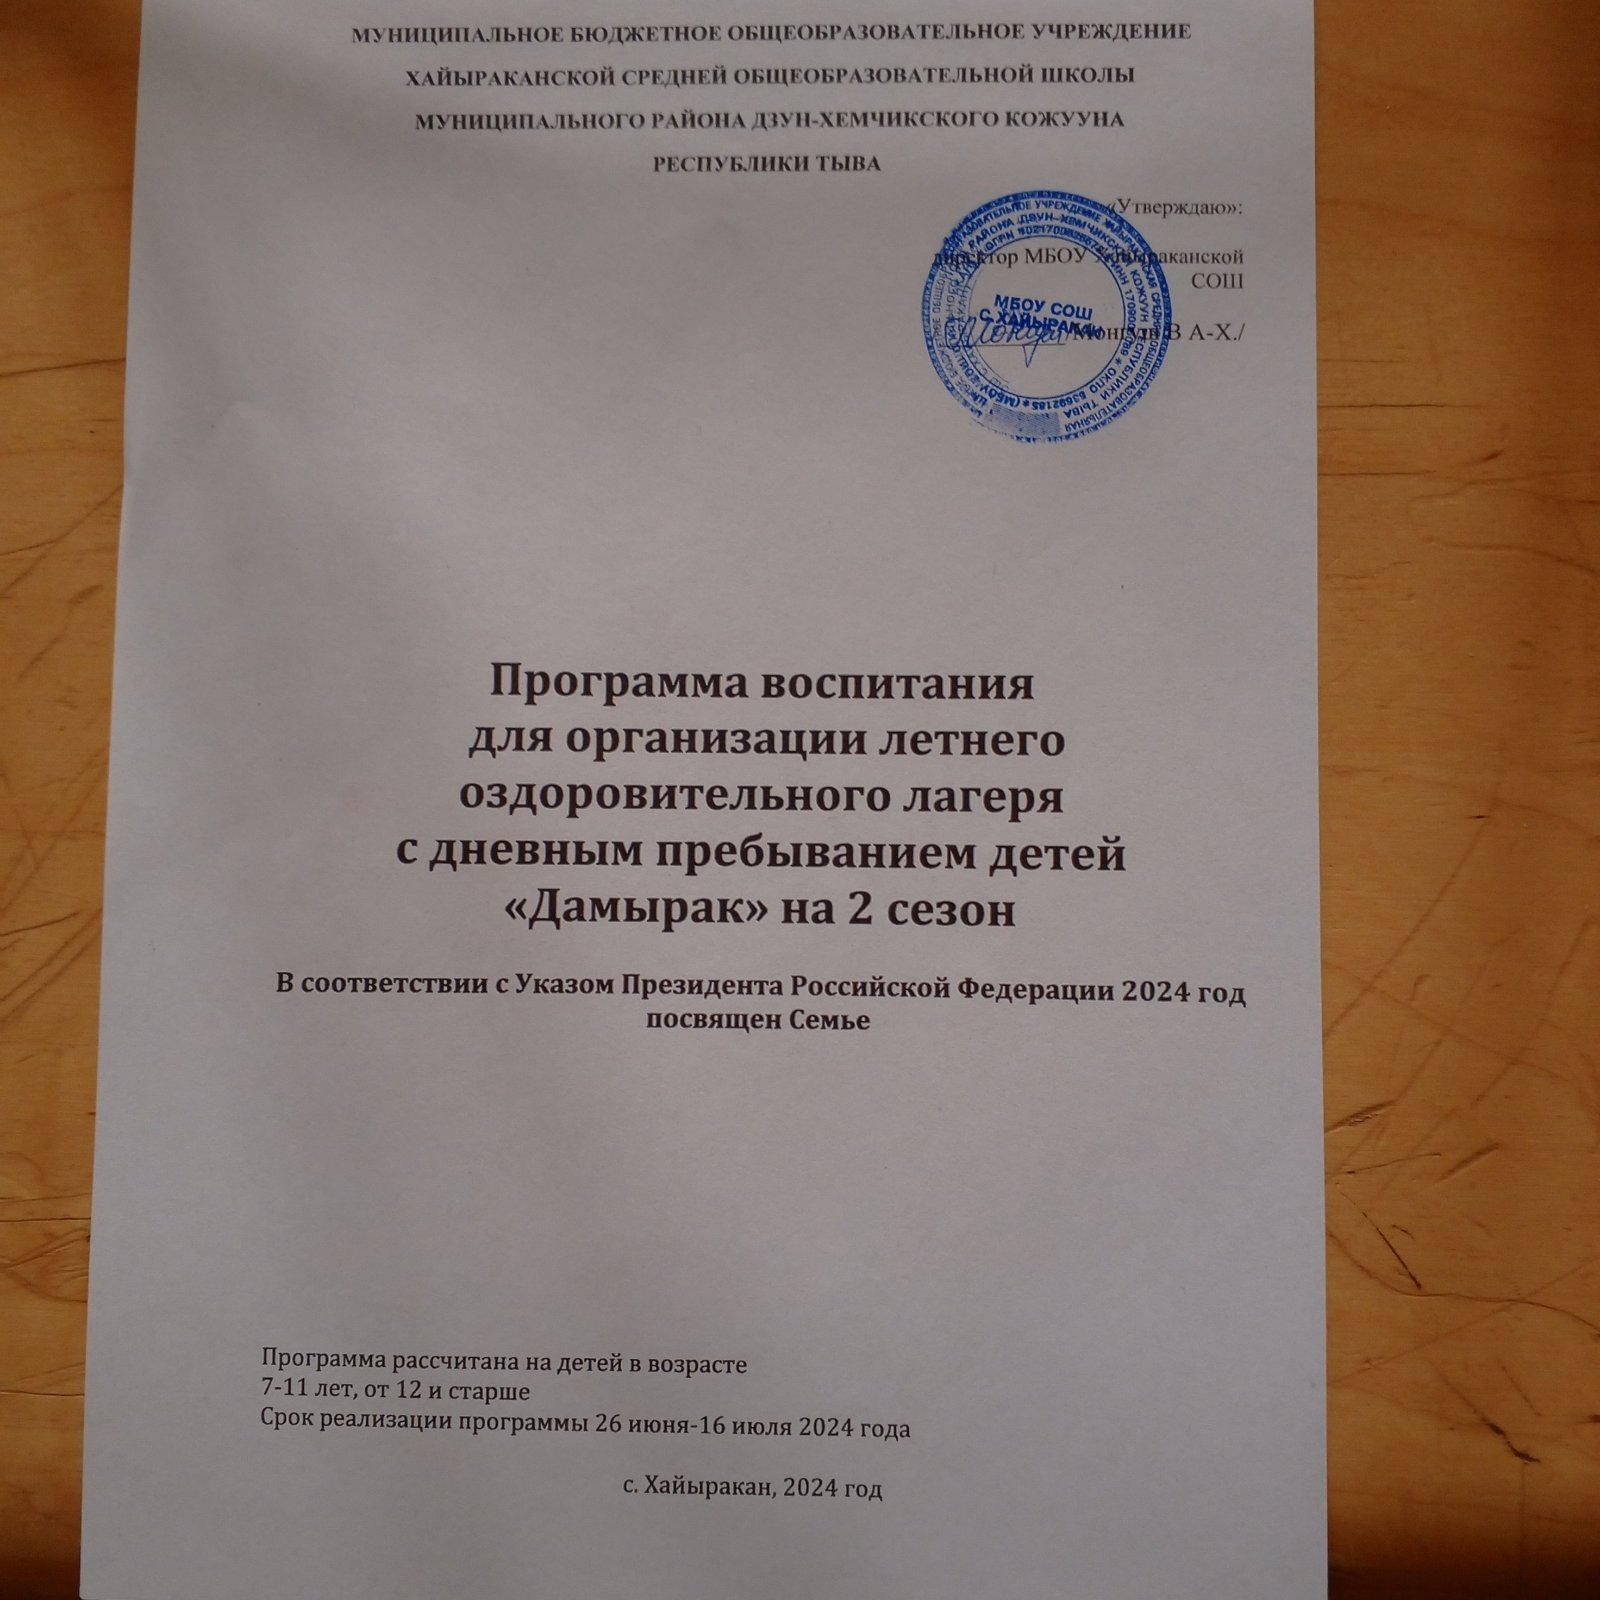 МУНИЦИПАЛЬНОЕ БЮДЖЕТНОЕ ОБЩЕОБРАЗОВАТЕЛЬНОЕ УЧРЕЖДЕНИЕ
ХАЙЫРАКАНСКОЙ СРЕДНЕЙ ОБЩЕОБРАЗОВАТЕЛЬНОЙ ШКОЛЫ
МУНИЦИПАЛЬНОГО РАЙОНА ДЗУН-ХЕМЧИКСКОГО КОЖУУНА
РЕСПУБЛИКИ ТЫВА
«Утверждаю»:
директор МБОУ Хайыраканской
СОШ
МБОУ СОШ
С. ХАЙЫРАКАН
/Монгуш В А-Х./
Программа воспитания
для организации летнего
оздоровительного лагеря
с дневным пребыванием детей
«Дамырак» на 2 сезон
В соответствии с Указом Президента Российской Федерации 2024 год
посвящен Семье
Программа рассчитана на детей в возрасте
7-11 лет, от 12 и старше
Срок реализации программы 26 июня-16 июля 2024 года
с. Хайыракан, 2024 год